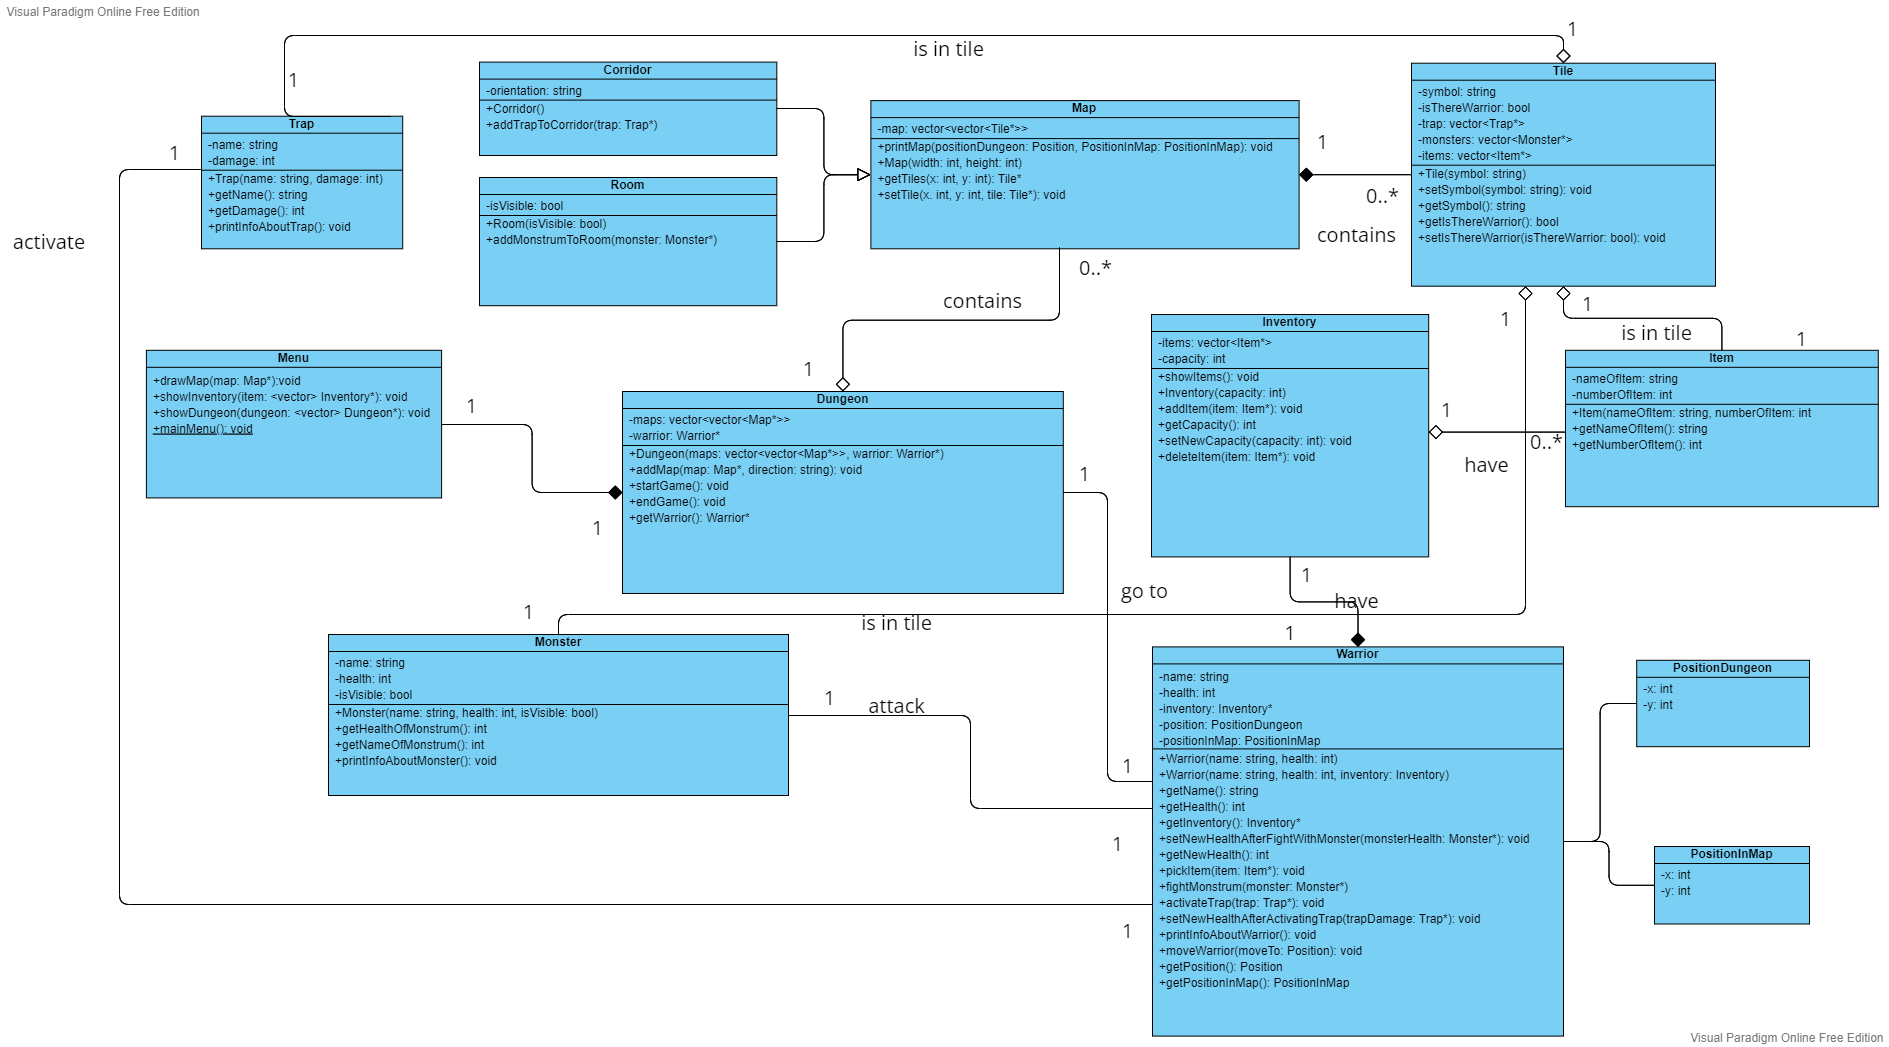 Visual Paradigm Online Free Edition
1
is in tile
1
Corridor
-orientation: string
+Corridor()
+addTrapToCorridor(trap: Trap*)
Map
-map: vector<vector<Tile*>>
+printMap(positionDungeon: Position, PositionInMap: PositionInMap): void
+Map(width: int, height: int)
+getTiles(x: int, y: int): Tile*
+setTile(x. int, y: int, tile: Tile*): void
Tile
-symbol: string
-isThereWarrior: bool
-trap: vector<Trap*>
-monsters: vector<Monster*>
-items: vector<Item*>
+Tile(symbol: string)
+setSymbol(symbol: string): void
+getSymbol(): string
+getIsThereWarrior(): bool
+setIsThereWarrior(isThereWarrior: bool): void
Trap
-name: string
-damage: int
+Trap(name: string, damage: int)
+getName(): string
+getDamage(): int
+printInfoAboutTrap(): void
1
activate
Room
-isVisible: bool
+Room(isVisible: bool)
+addMonstrumToRoom(monster: Monster*)
1
0..*
contains
0..*
contains
1
1
1
is in tile
1
Inventory
-items: vector<Item*>
-capacity: int
+showItems(): void
+Inventory(capacity: int)
+addItem(item: Item*): void
+getCapacity(): int
+setNewCapacity(capacity: int): void
+deleteItem(item: Item*): void
Item
-nameOfItem: string
-numberOfItem: int
+Item(nameOfItem: string, numberOfItem: int
+getNameOfItem(): string
+getNumberOfItem(): int
1
0..*
have
Menu
+drawMap(map: Map*):void
+showInventory(item: <vector> Inventory*): void
+showDungeon(dungeon: <vector> Dungeon*): void
+mainMenu(): void
1
1
Dungeon
-maps: vector<vector<Map*>>
-warrior: Warrior*
+Dungeon(maps: vector<vector<Map*>>, warrior: Warrior*)
+addMap(map: Map*, direction: string): void
+startGame(): void
+endGame(): void
+getWarrior(): Warrior*
1
go to
1
1
have
1
1
is in tile
Monster
-name: string
-health: int
-isVisible: bool
+Monster(name: string, health: int, isVisible: bool)
+getHealthOfMonstrum(): int
+getNameOfMonstrum(): int
+printInfoAboutMonster(): void
1
attack
1
1
Warrior
-name: string
-health: int
-inventory: Inventory*
-position: PositionDungeon
-positionInMap: PositionInMap
+Warrior(name: string, health: int)
+Warrior(name: string, health: int, inventory: Inventory)
+getName(): string
+getHealth(): int
+getInventory(): Inventory*
+setNewHealthAfterFightWithMonster(monsterHealth: Monster*): void
+getNewHealth(): int
+pickItem(item: Item*): void
+fightMonstrum(monster: Monster*)
+activateTrap(trap: Trap*): void
+setNewHealthAfterActivatingTrap(trapDamage: Trap*): void
+printInfoAboutWarrior(): void
+moveWarrior(moveTo: Position): void
+getPosition(): Position
+getPositionInMap(): PositionInMap
PositionDungeon
-x: int
-y: int
PositionInMap
-x: int
-y: int
Visual Paradigm Online Free Edition